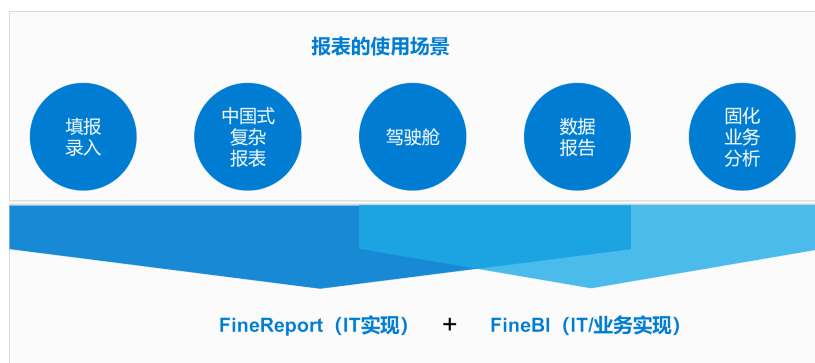 报表的使用场景
填报
录入
中国式
复杂
报表
驾驶舱
数据
报告
固化
业务
分析
FineReport（IT实现） + FineBI（IT/业务实现）